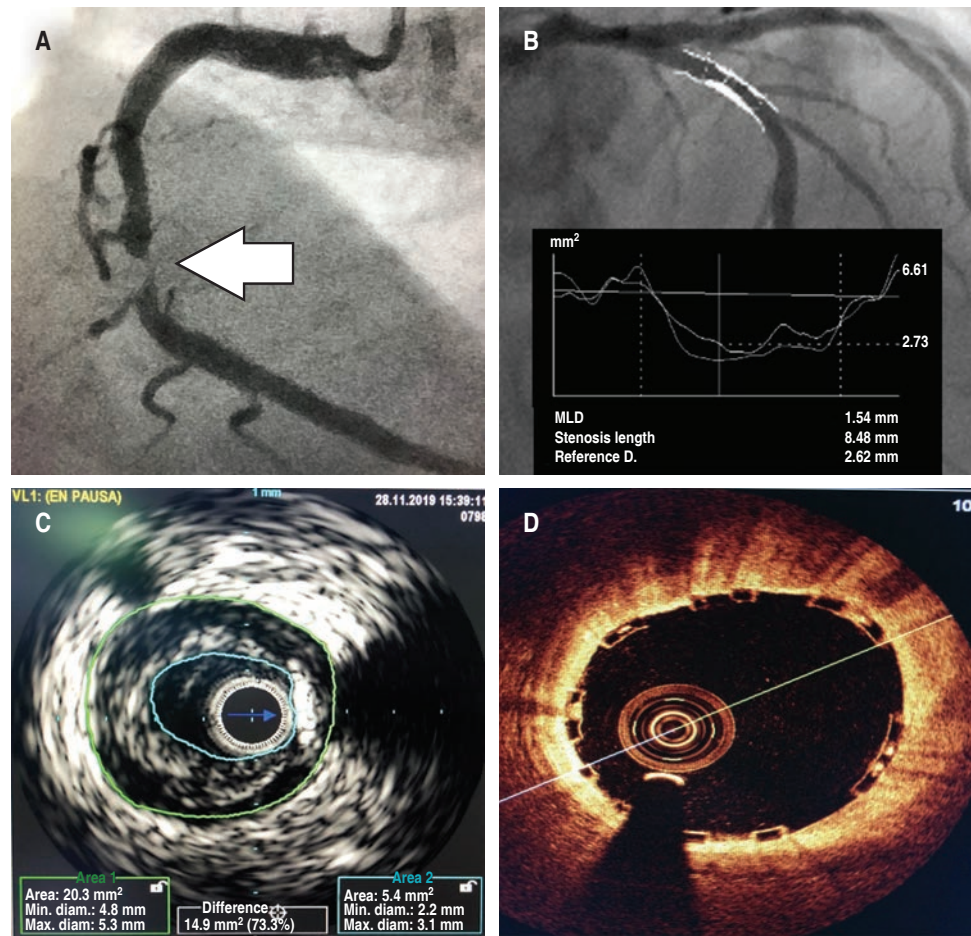 A
B
mm²
6.61
2.73
MLD 1.54 mm
Stenosis length 8.48 mm
Reference D. 2.62 mm
VL1: (EN PAUSA)
1 mm
28.11.2019 15:39:11
0798
C
Area 1
Area: 20.3 mm²
Min. diam.: 4.8 mm
Max. diam: 5.3 mm
Difference
14.9 mm² (73.3%)
Area 2
Area: 5.4 mm²
Min. diam.: 2.2 mm
Max. diam: 3.1 mm
D
10